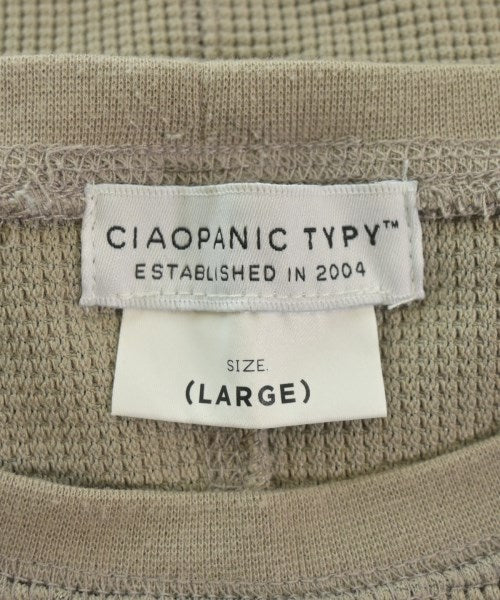 CIAOPANIC TYPY™
ESTABLISHED IN 2004
SIZE.
(LARGE)